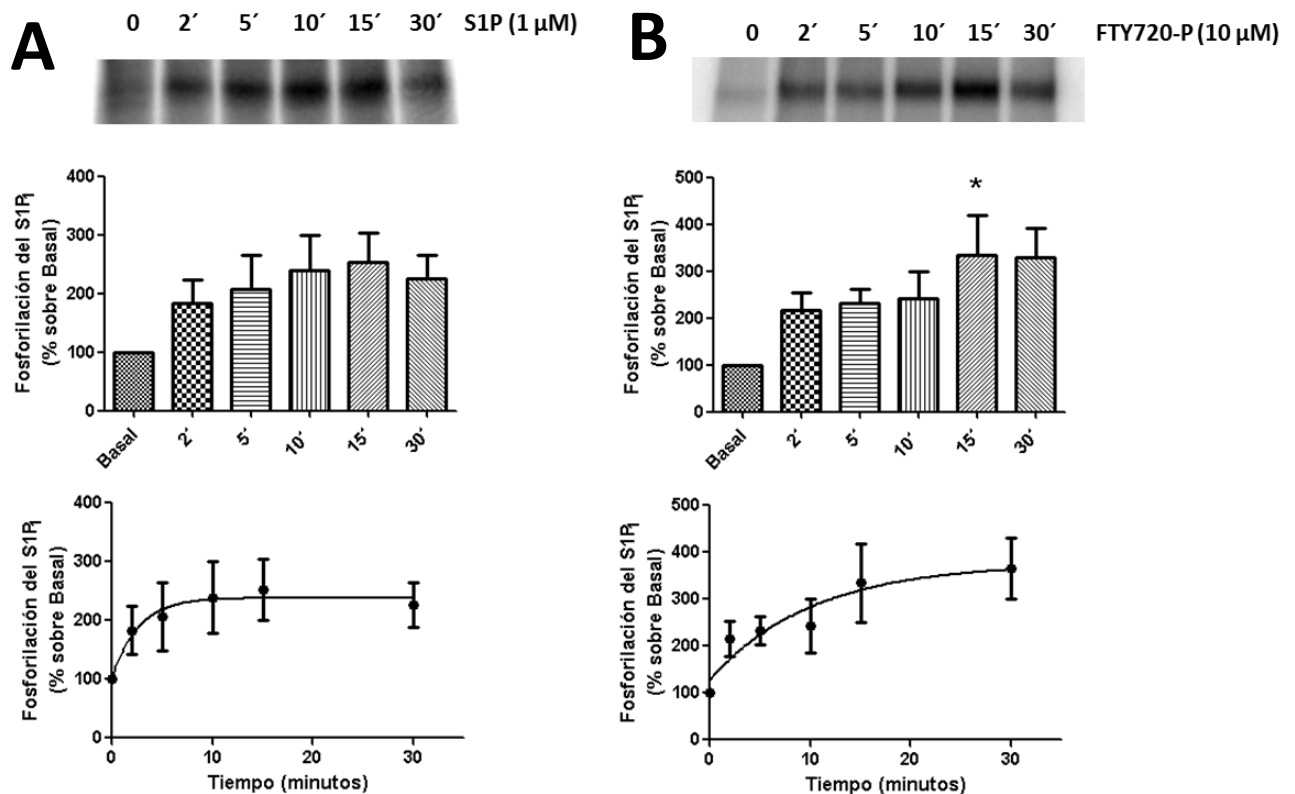 A
0 2´ 5´ 10´ 15´ 30´ S1P (1 µM)
400
300
200
100
0
Fosforilación del S1P1
(% sobre Basal)
Basal 2´ 5´ 10´ 15´ 30´
400
300
200
100
0
Fosforilación del S1P1
(% sobre Basal)
0 10 20 30
Tiempo (minutos)
B
0 2´ 5´ 10´ 15´ 30´ FTY720-P (10 µM)
500
400
300
200
100
0
*
Fosforilación del S1P1
(% sobre Basal)
Basal 2´ 5´ 10´ 15´ 30´
500
400
300
200
100
0
Fosforilación del S1P1
(% sobre Basal)
0 10 20 30
Tiempo (minutos)